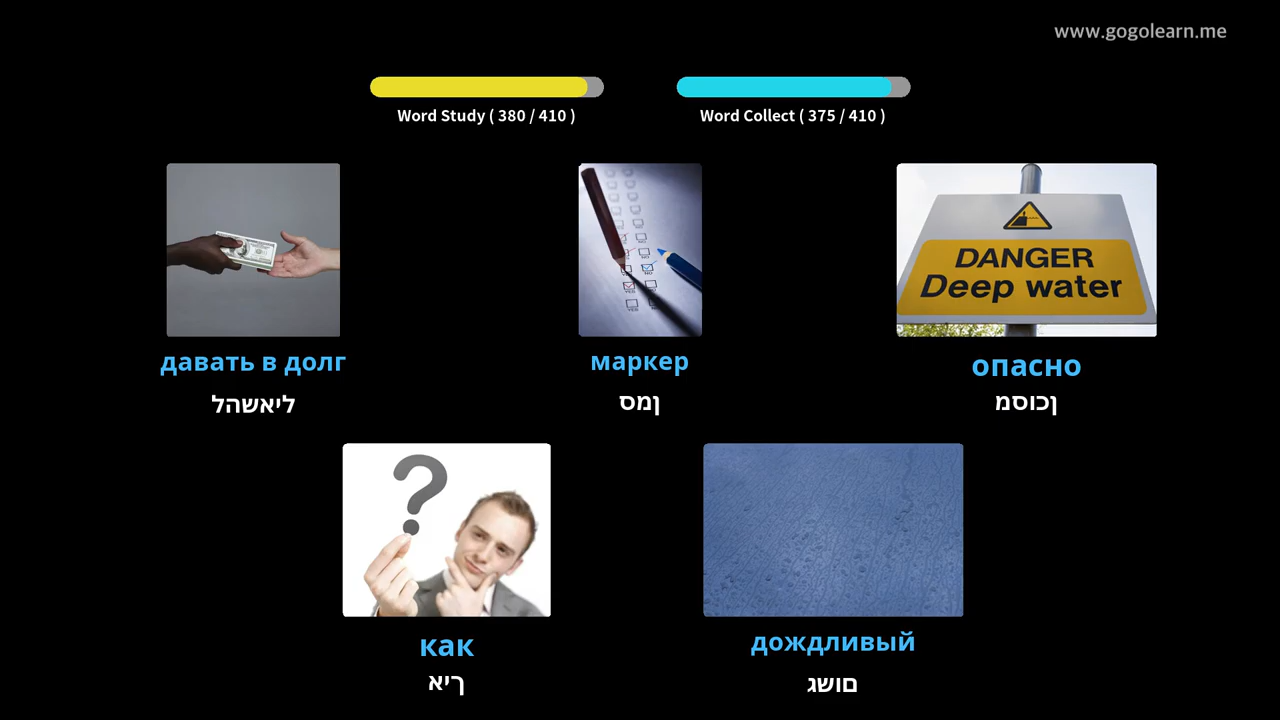 www.gogolearn.me
Word Study ( 380 / 410 )
Word Collect ( 375 / 410 )
DANGER
Deep water
давать в долг
маркер
опасно
להשאיל
סמן
מסוכן
?
как
дождливый
איך
גשום